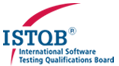 ISTQB®
International Software
Testing Qualifications Board